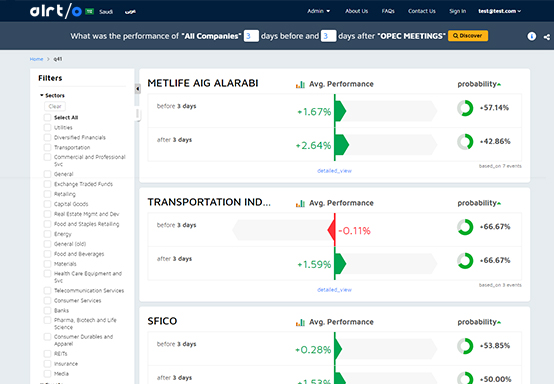 alrt/o Saudi عربي Admin About Us FAQs Contact Us Sign In test@test.com
What was the performance of "All Companies" 3 days before and 3 days after "OPEC MEETINGS" Discover
Home > q41
Filters
Sectors
Clear
Select All
Utilities
Diversified Financials
Transportation
Commercial and Professional
Svc
General
Exchange Traded Funds
Retailing
Capital Goods
Real Estate Mgmt and Dev
Food and Staples Retailing
Energy
General (old)
Food and Beverages
Materials
Health Care Equipment and
Svc
Telecommunication Services
Consumer Services
Banks
Pharma, Biotech and Life
Science
Consumer Durables and
Apparel
REITs
Insurance
Media
METLIFE AIG ALARABI Avg. Performance probability
before 3 days +1.67% +57.14%
after 3 days +2.64% +42.86%
detailed_view
based_on 7 events
TRANSPORTATION IND... Avg. Performance probability
before 3 days -0.11% +66.67%
after 3 days +1.59% +66.67%
detailed_view
based_on 3 events
SFICO Avg. Performance probability
before 3 days +0.28% +53.85%
after 3 days +1.53% +50.00%